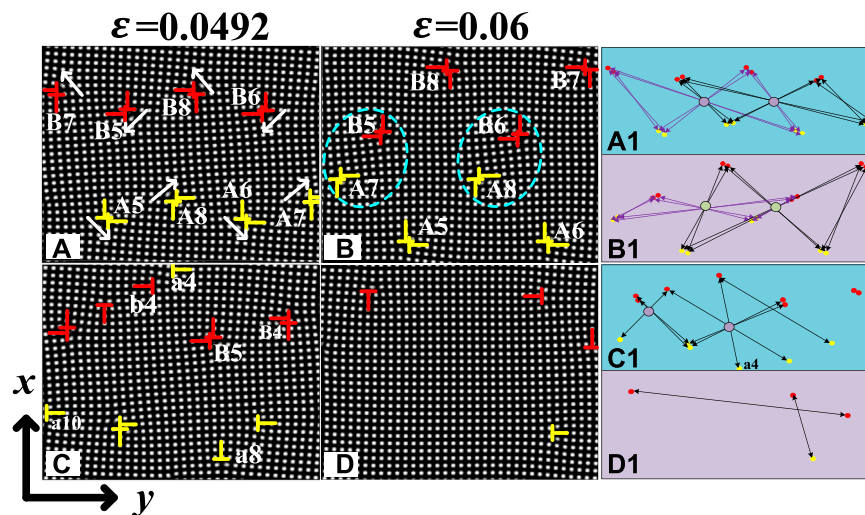 ε=0.0492 ε=0.06
B7 B5 B8 B6
A5 A8 A6 A7
A
B8 B7
B5 B6
A7 A8
A5 A6
B
A1
B1
a4
b4
B5 B4
a10
a8
C
D
a4
C1
D1
x
y